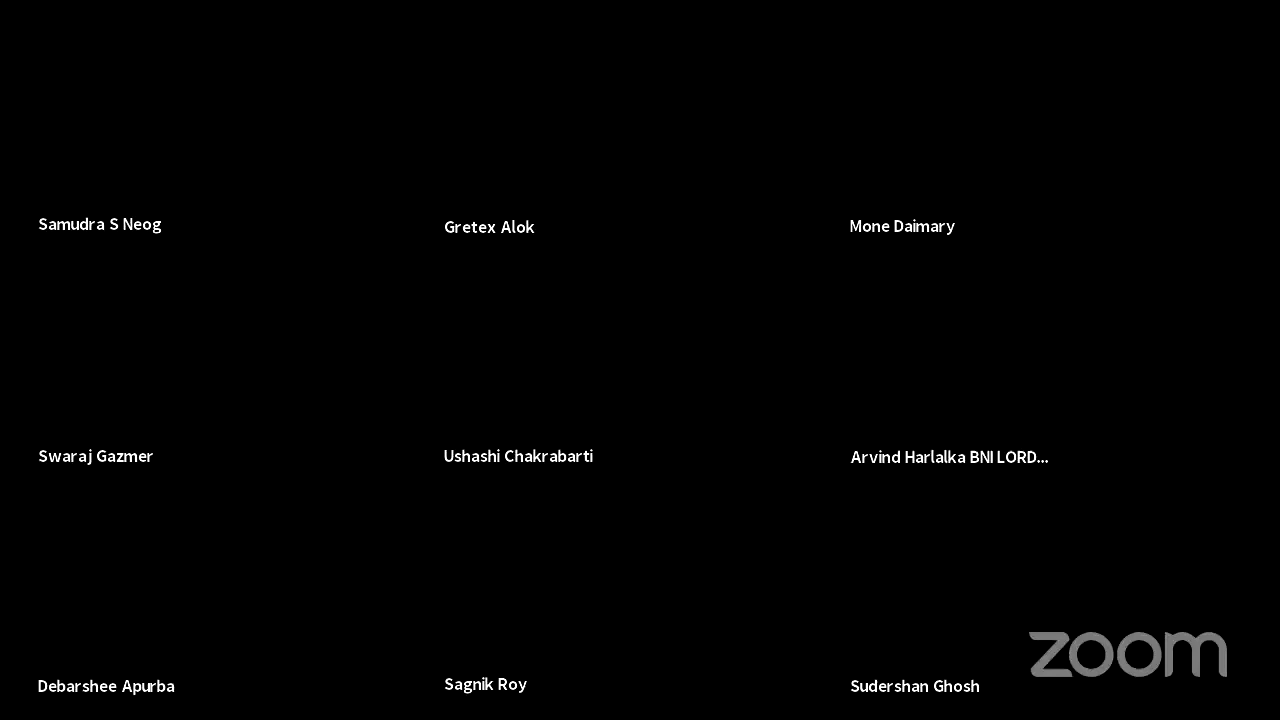 Samudra S Neog
Gretex Alok
Mone Daimary
Swaraj Gazmer
Ushashi Chakrabarti
Arvind Harlalka BNI LORD...
Debarshee Apurba
Sagnik Roy
Sudershan Ghosh
zoom